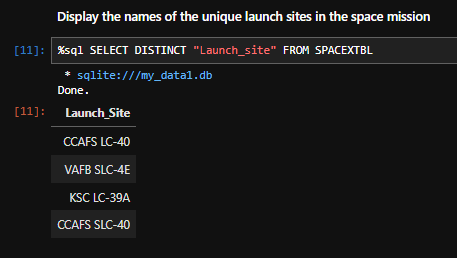 Display the names of the unique launch sites in the space mission
[11]: %sql SELECT DISTINCT "Launch_site" FROM SPACEXTBL
* sqlite:///my_data1.db
Done.
[11]: Launch_Site
CCAFS LC-40
VAFB SLC-4E
KSC LC-39A
CCAFS SLC-40